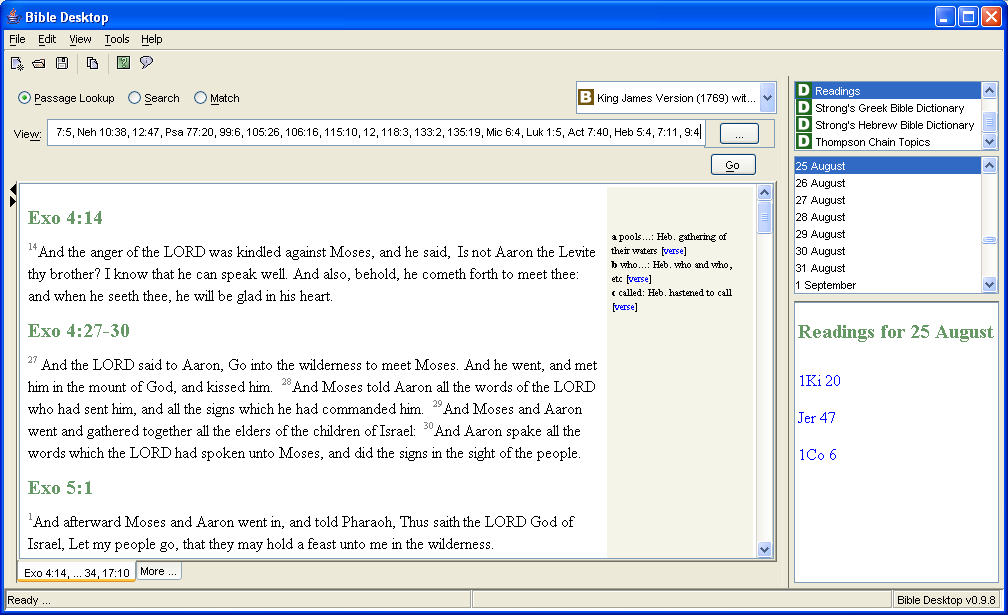 Bible Desktop
File Edit View Tools Help
Passage Lookup Search Match
King James Version (1769) wit...
View: 7:5, Neh 10:38, 12:47, Psa 77:20, 99:6, 105:26, 106:16, 115:10, 12, 118:3, 133:2, 135:19, Mic 6:4, Luk 1:5, Act 7:40, Heb 5:4, 7:11, 9:4 ...
Go
Exo 4:14
14And the anger of the LORD was kindled against Moses, and he said, Is not Aaron the Levite
thy brother? I know that he can speak well. And also, behold, he cometh forth to meet thee:
and when he seeth thee, he will be glad in his heart.
Exo 4:27-30
27 And the LORD said to Aaron, Go into the wilderness to meet Moses. And he went, and met
him in the mount of God, and kissed him. 28And Moses told Aaron all the words of the LORD
who had sent him, and all the signs which he had commanded him. 29And Moses and Aaron
went and gathered together all the elders of the children of Israel: 30And Aaron spake all the
words which the LORD had spoken unto Moses, and did the signs in the sight of the people.
Exo 5:1
1And afterward Moses and Aaron went in, and told Pharaoh, Thus saith the LORD God of
Israel, Let my people go, that they may hold a feast unto me in the wilderness.
a pools...: Heb. gathering of
their waters [verse]
b who...: Heb. who and who,
etc [verse]
c called: Heb. hastened to call
[verse]
Exo 4:14, ... 34, 17:10 More ...
D Readings
D Strong's Greek Bible Dictionary
D Strong's Hebrew Bible Dictionary
D Thompson Chain Topics
25 August
26 August
27 August
28 August
29 August
30 August
31 August
1 September
Readings for 25 August
1Ki 20
Jer 47
1Co 6
Ready ...
Bible Desktop v0.9.8